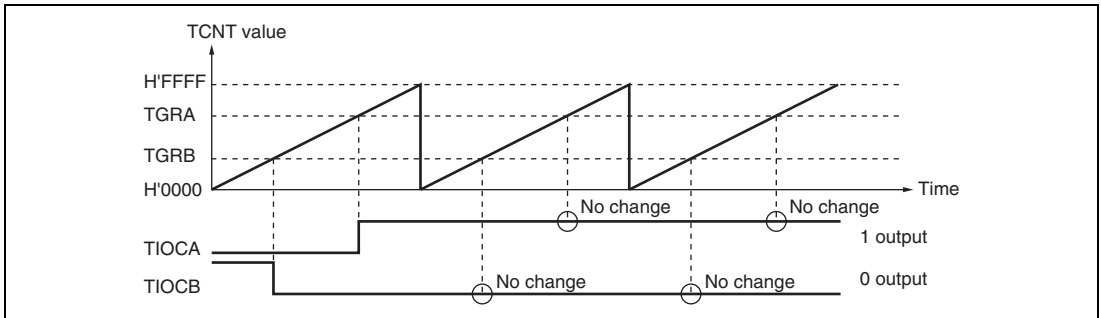 TCNT value
H'FFFF
TGRA
TGRB
H'0000
Time
No change
No change
TIOCA
1 output
No change
No change
TIOCB
0 output